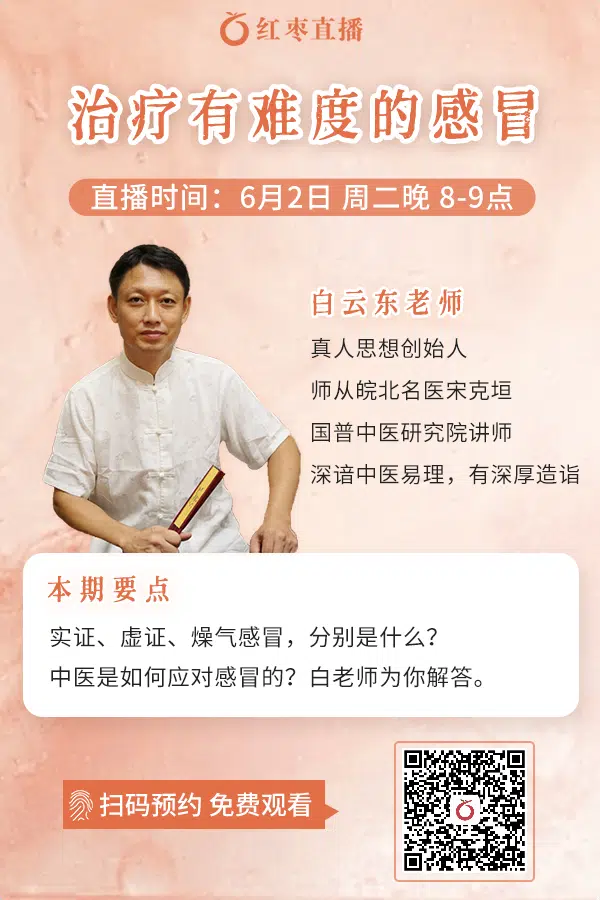 红枣直播
治疗有难度的感冒
直播时间：6月2日 周二晚 8-9点
白云东老师
真人思想创始人
师从皖北名医宋克垣
国普中医研究院讲师
深谙中医易理，有深厚造诣
本期要点
实证、虚证、燥气感冒，分别是什么？
中医是如何应对感冒的？白老师为你解答。
扫码预约 免费观看